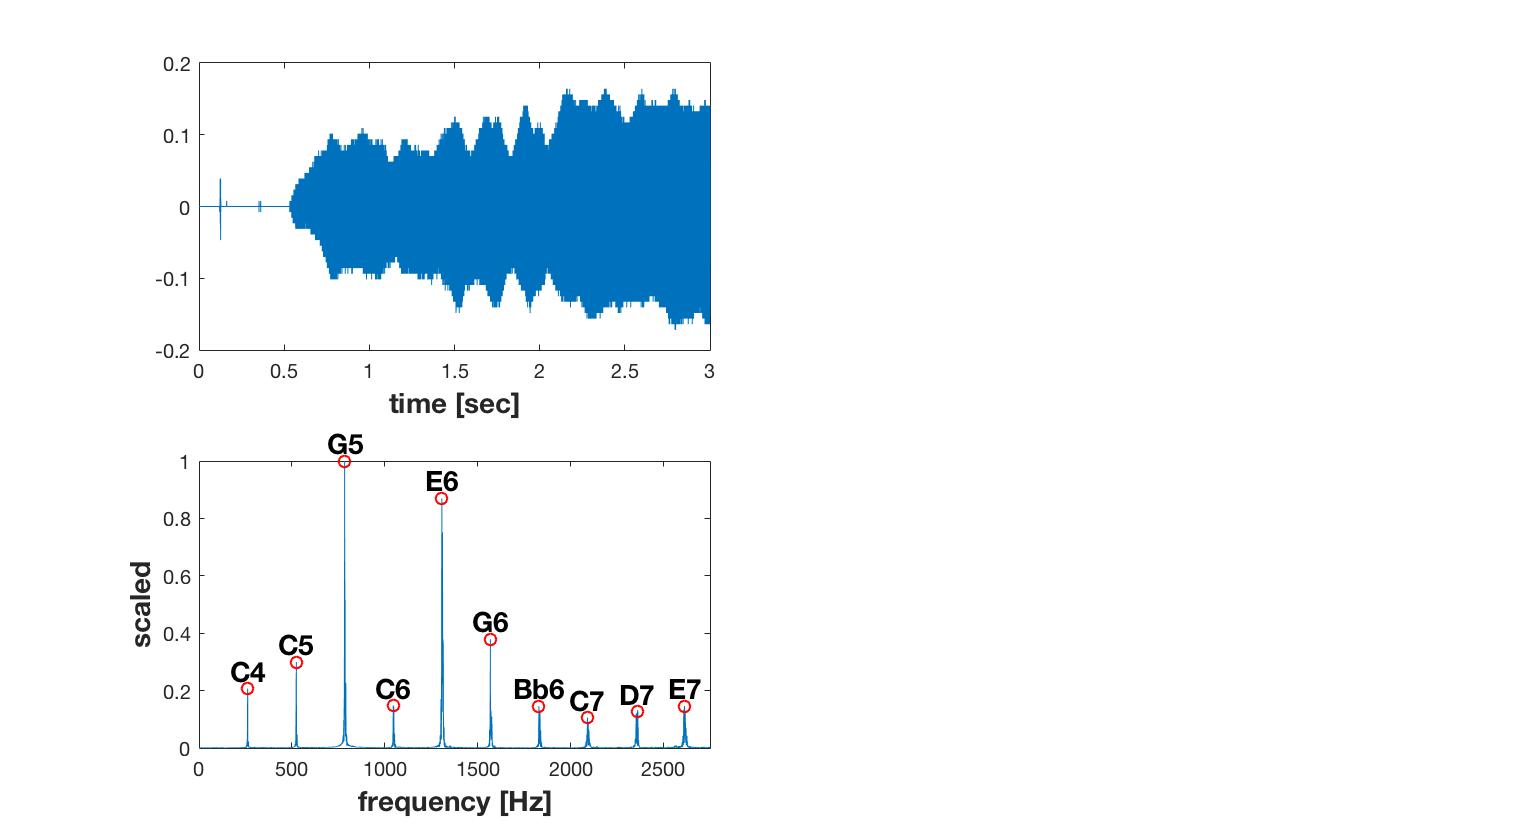 0.2
0.1
0
-0.1
-0.2
0 0.5 1 1.5 2 2.5 3
time [sec]
G5
1
E6
0.8
0.6
scaled
G6
0.4
C5
C4
0.2
C6
Bb6
C7
D7
E7
0
0 500 1000 1500 2000 2500
frequency [Hz]